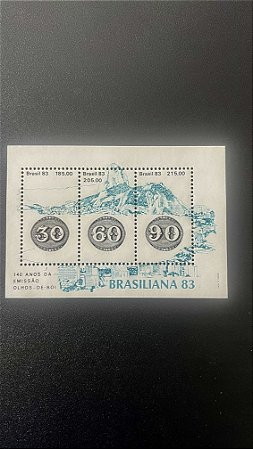 Brasil 83 185.00
Brasil 83
205.00
Brasil 83 215.00
30
60
90
140 ANOS DA
EMISSÃO
OLHOS-DE-BOI
BRASILIANA 83